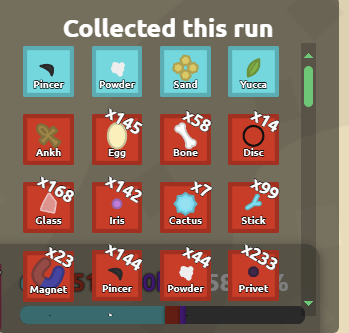 Collected this run
Pincer Powder Sand Yucca
x145 x58 x14
Ankh Egg Bone Disc
x168 x142 x7 x99
Glass Iris Cactus Stick
x23 x144 x44 x233
Magnet Pincer Powder Privet